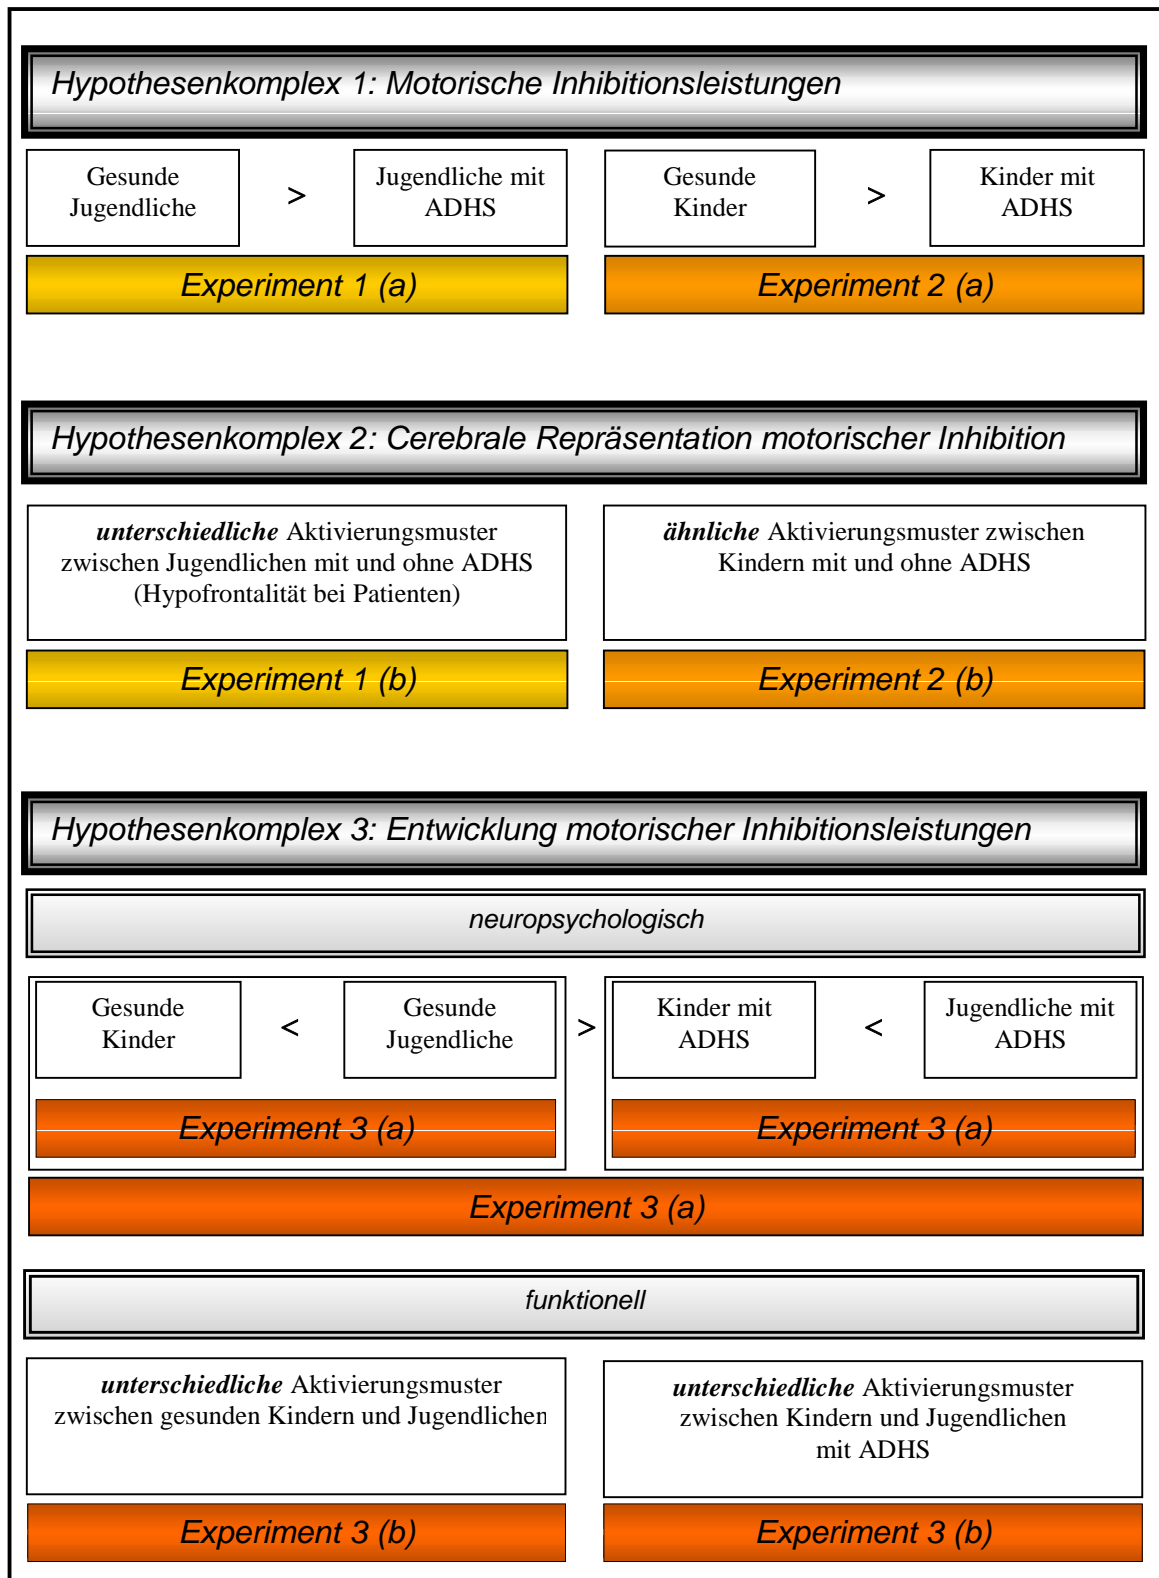 Hypothesenkomplex 1: Motorische Inhibitionsleistungen
Gesunde
Jugendliche
>
Jugendliche mit
ADHS
Gesunde
Kinder
>
Kinder mit
ADHS
Experiment 1 (a)
Experiment 2 (a)
Hypothesenkomplex 2: Cerebrale Repräsentation motorischer Inhibition
unterschiedliche Aktivierungsmuster
zwischen Jugendlichen mit und ohne ADHS
(Hypofrontalität bei Patienten)
ähnliche Aktivierungsmuster zwischen
Kindern mit und ohne ADHS
Experiment 1 (b)
Experiment 2 (b)
Hypothesenkomplex 3: Entwicklung motorischer Inhibitionsleistungen
neuropsychologisch
Gesunde
Kinder
<
Gesunde
Jugendliche
>
Kinder mit
ADHS
<
Jugendliche mit
ADHS
Experiment 3 (a)
Experiment 3 (a)
Experiment 3 (a)
funktionell
unterschiedliche Aktivierungsmuster
zwischen gesunden Kindern und Jugendlichen
unterschiedliche Aktivierungsmuster
zwischen Kindern und Jugendlichen
mit ADHS
Experiment 3 (b)
Experiment 3 (b)